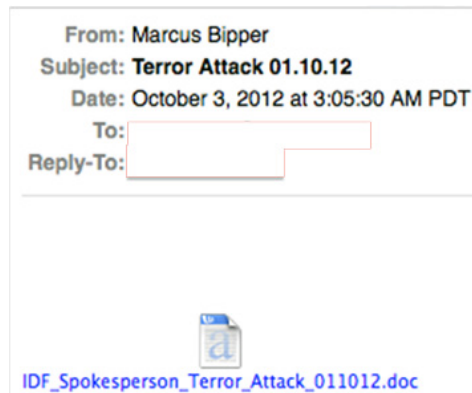 From: Marcus Bipper
Subject: Terror Attack 01.10.12
Date: October 3, 2012 at 3:05:30 AM PDT
To:
Reply-To:
IDF_Spokesperson_Terror_Attack_011012.doc